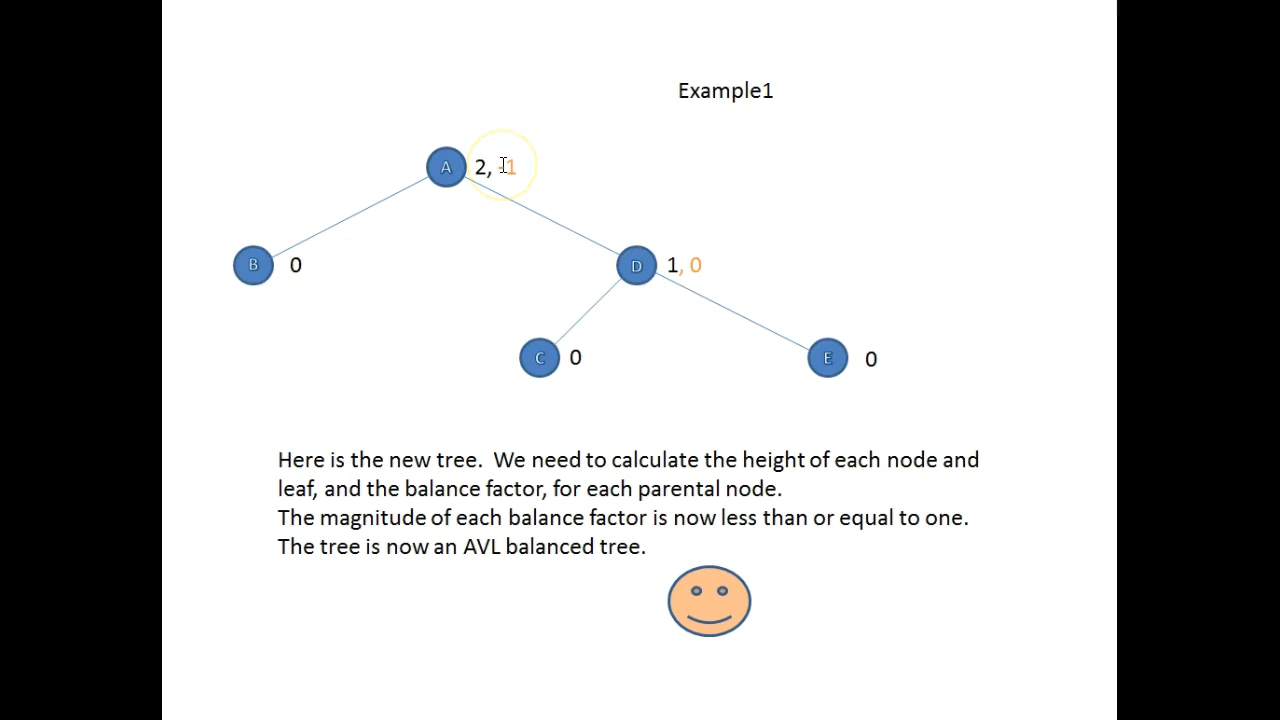 Example1
A 2, -1
B 0
D 1, 0
C 0
E 0
Here is the new tree. We need to calculate the height of each node and
leaf, and the balance factor, for each parental node.
The magnitude of each balance factor is now less than or equal to one.
The tree is now an AVL balanced tree.